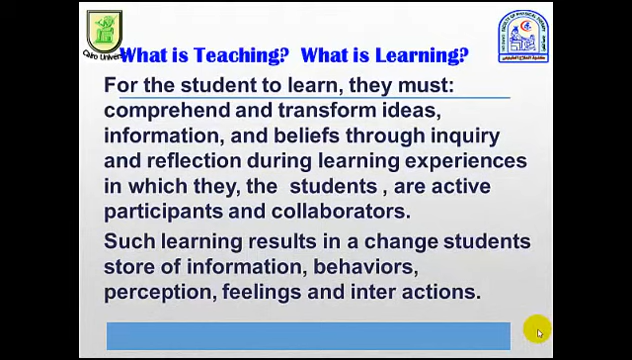 What is Teaching? What is Learning?
Cairo Univer
For the student to learn, they must:
comprehend and transform ideas,
information, and beliefs through inquiry
and reflection during learning experiences
in which they, the students , are active
participants and collaborators.
Such learning results in a change students
store of information, behaviors,
perception, feelings and inter actions.